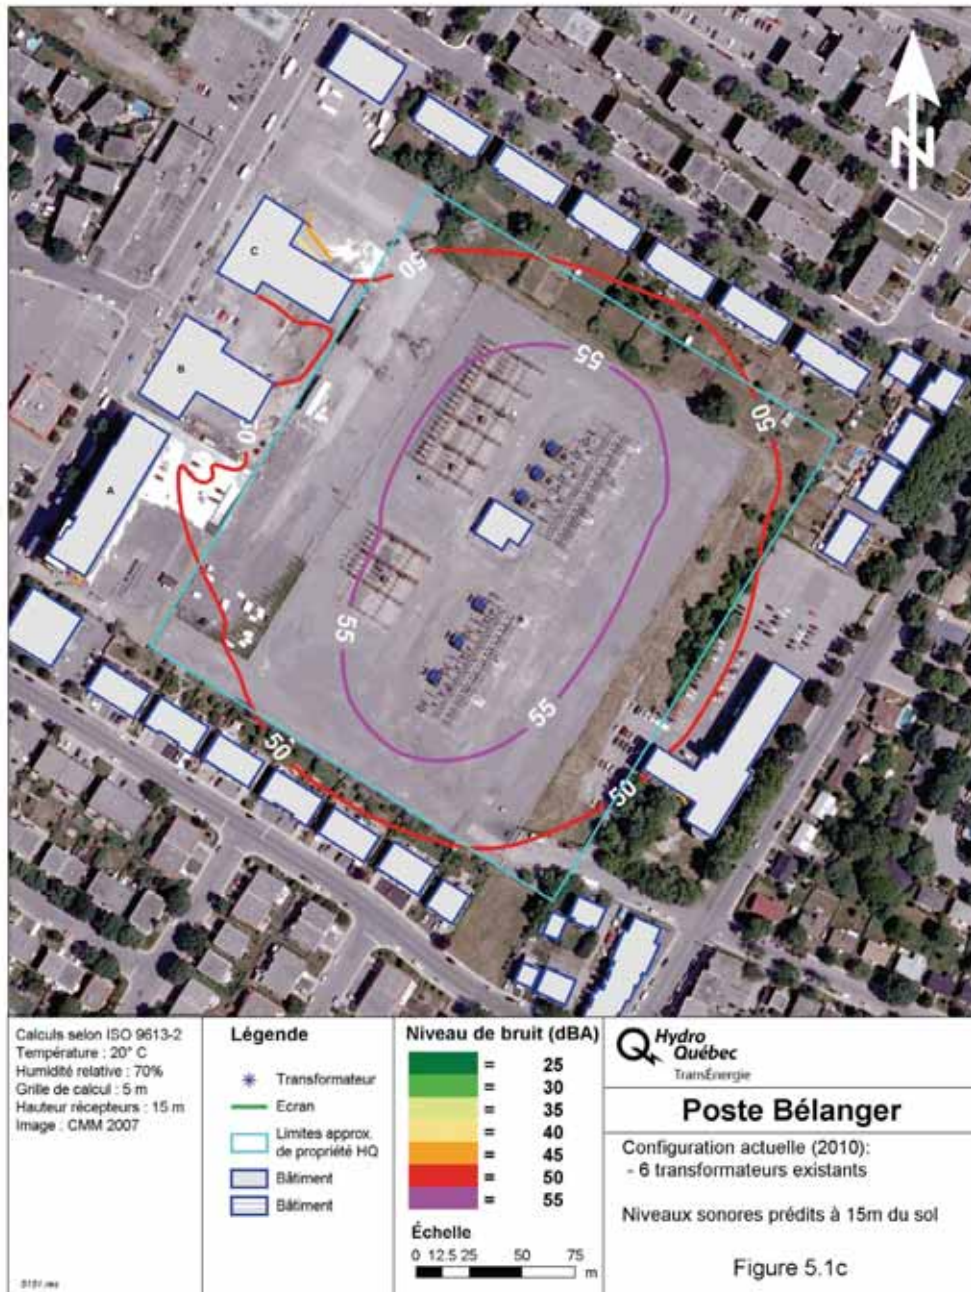 N
C
B
A
50
50
50
50
50
55
55
55
Calculs selon ISO 9613-2
Température : 20° C
Humidité relative : 70%
Grille de calcul : 5 m
Hauteur récepteurs : 15 m
Image : CMM 2007
Légende
Transformateur
Ecran
Limites approx.
de propriété HQ
Bâtiment
Bâtiment
Niveau de bruit (dBA)
= 25
= 30
= 35
= 40
= 45
= 50
= 55
Échelle
0 12.5 25 50 75
m
Hydro
Québec
TransÉnergie
Poste Bélanger
Configuration actuelle (2010):
- 6 transformateurs existants
Niveaux sonores prédits à 15m du sol
Figure 5.1c